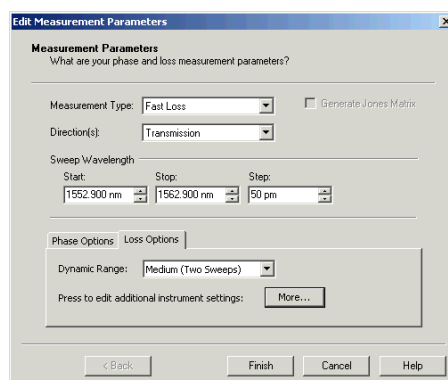 Edit Measurement Parameters
Measurement Parameters
What are your phase and loss measurement parameters?
Measurement Type: Fast Loss Generate Jones Matrix
Direction(s): Transmission
Sweep Wavelength
Start: Stop: Step:
1552.900 nm 1562.900 nm 50 pm
Phase Options Loss Options
Dynamic Range: Medium (Two Sweeps)
Press to edit additional instrument settings: More...
< Back Finish Cancel Help